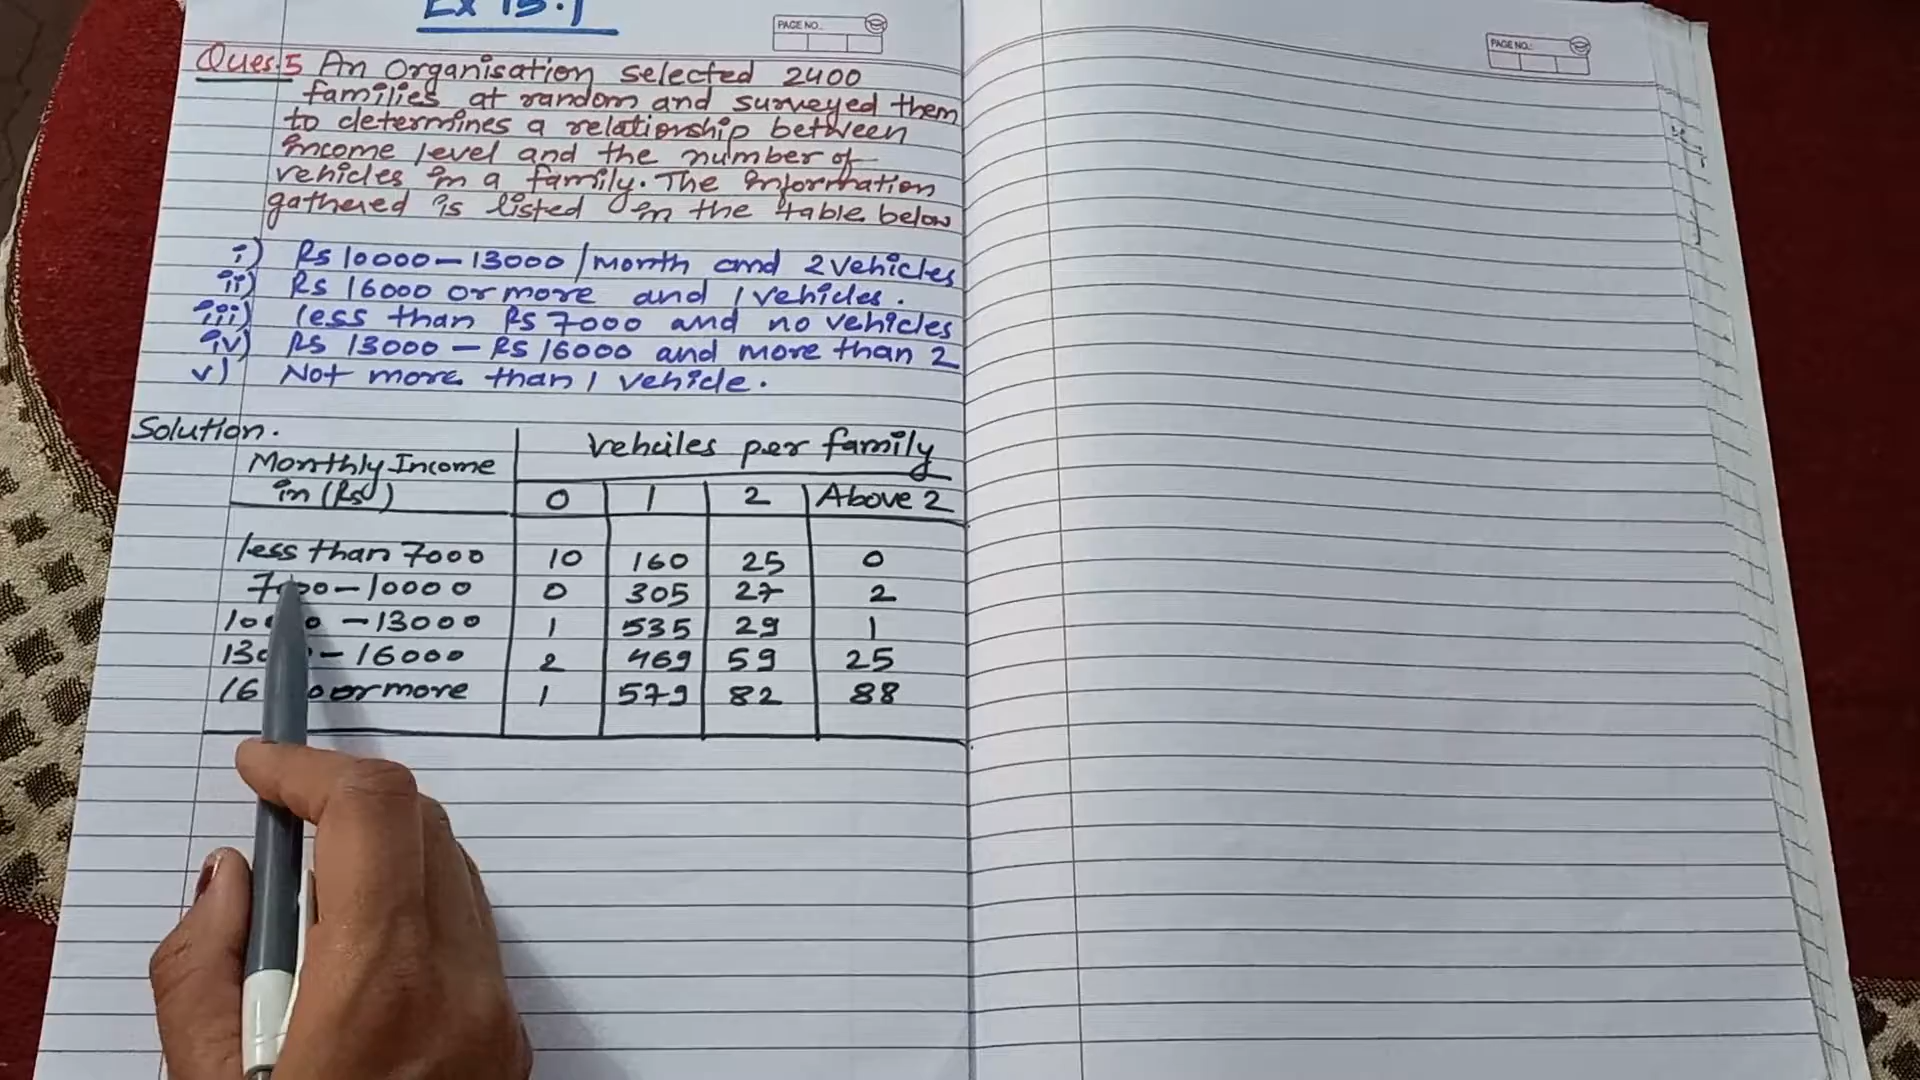 Ex 15.1
PAGE NO.:
PAGE NO.:
Ques.5 An Organisation selected 2400
families at random and surveyed them
to determines a relationship between
income level and the number of
vehicles in a family. The information
gathered is listed in the table below
i) Rs 10000-13000/month and 2 vehicles
ii) Rs 16000 or more and 1 vehicles.
iii) less than Rs 7000 and no vehicles
iv) Rs 13000 - Rs 16000 and more than 2
v) Not more than 1 vehicle.
Solution.
Monthly Income vehciles per family
in (Rs) 0 1 2 Above 2
less than 7000 10 160 25 0
7000-10000 0 305 27 2
-13000 1 535 29 1
-16000 2 469 59 25
or more 1 579 82 88